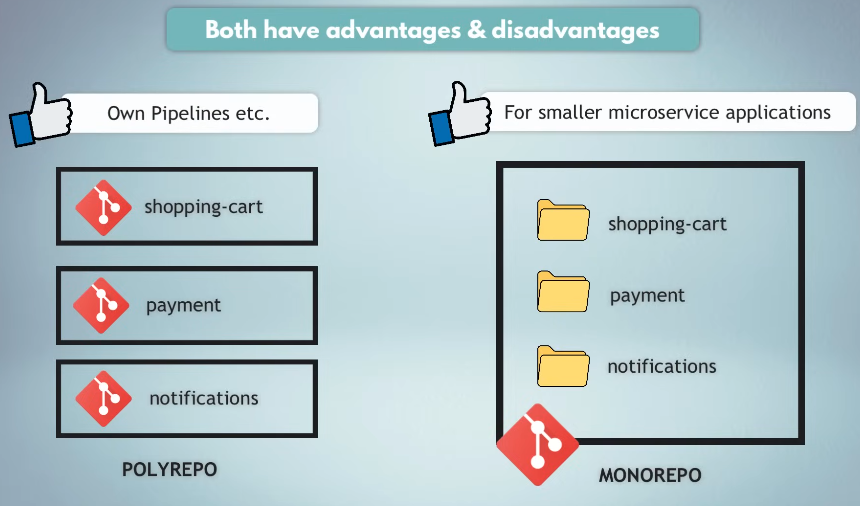 Both have advantages & disadvantages
Own Pipelines etc.
shopping-cart
payment
notifications
POLYREPO
For smaller microservice applications
shopping-cart
payment
notifications
MONOREPO